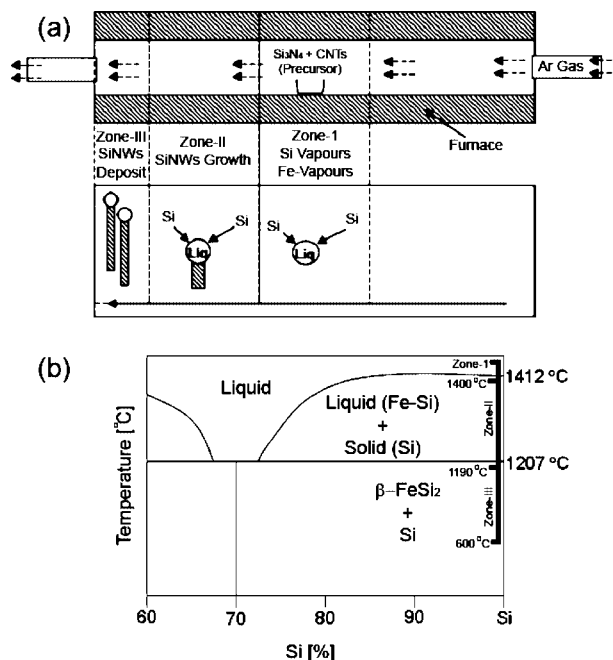 (a)
Si₃N₄ + CNTs
(Precursor)
Ar Gas
Furnace
Zone-III
SiNWs
Deposit
Zone-II
SiNWs Growth
Zone-1
Si Vapours
Fe-Vapours
Si
Si
Liq
Si
Si
Liq
(b)
Temperature [°C]
Liquid
Liquid (Fe-Si)
+
Solid (Si)
β-FeSi₂
+
Si
Zone-1
1400 °C
1412 °C
Zone-II
1207 °C
1190 °C
Zone-III
600 °C
60
70
80
90
Si
Si [%]